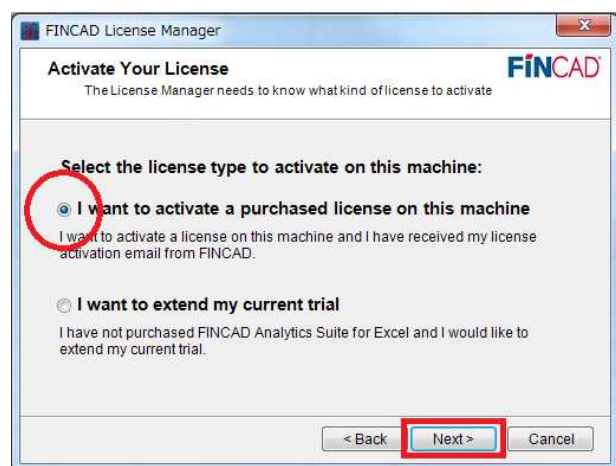 FINCAD License Manager
Activate Your License
FINCAD
The License Manager needs to know what kind of license to activate
Select the license type to activate on this machine:
I want to activate a purchased license on this machine
I want to activate a license on this machine and I have received my license
activation email from FINCAD.
I want to extend my current trial
I have not purchased FINCAD Analytics Suite for Excel and I would like to
extend my current trial.
< Back
Next >
Cancel